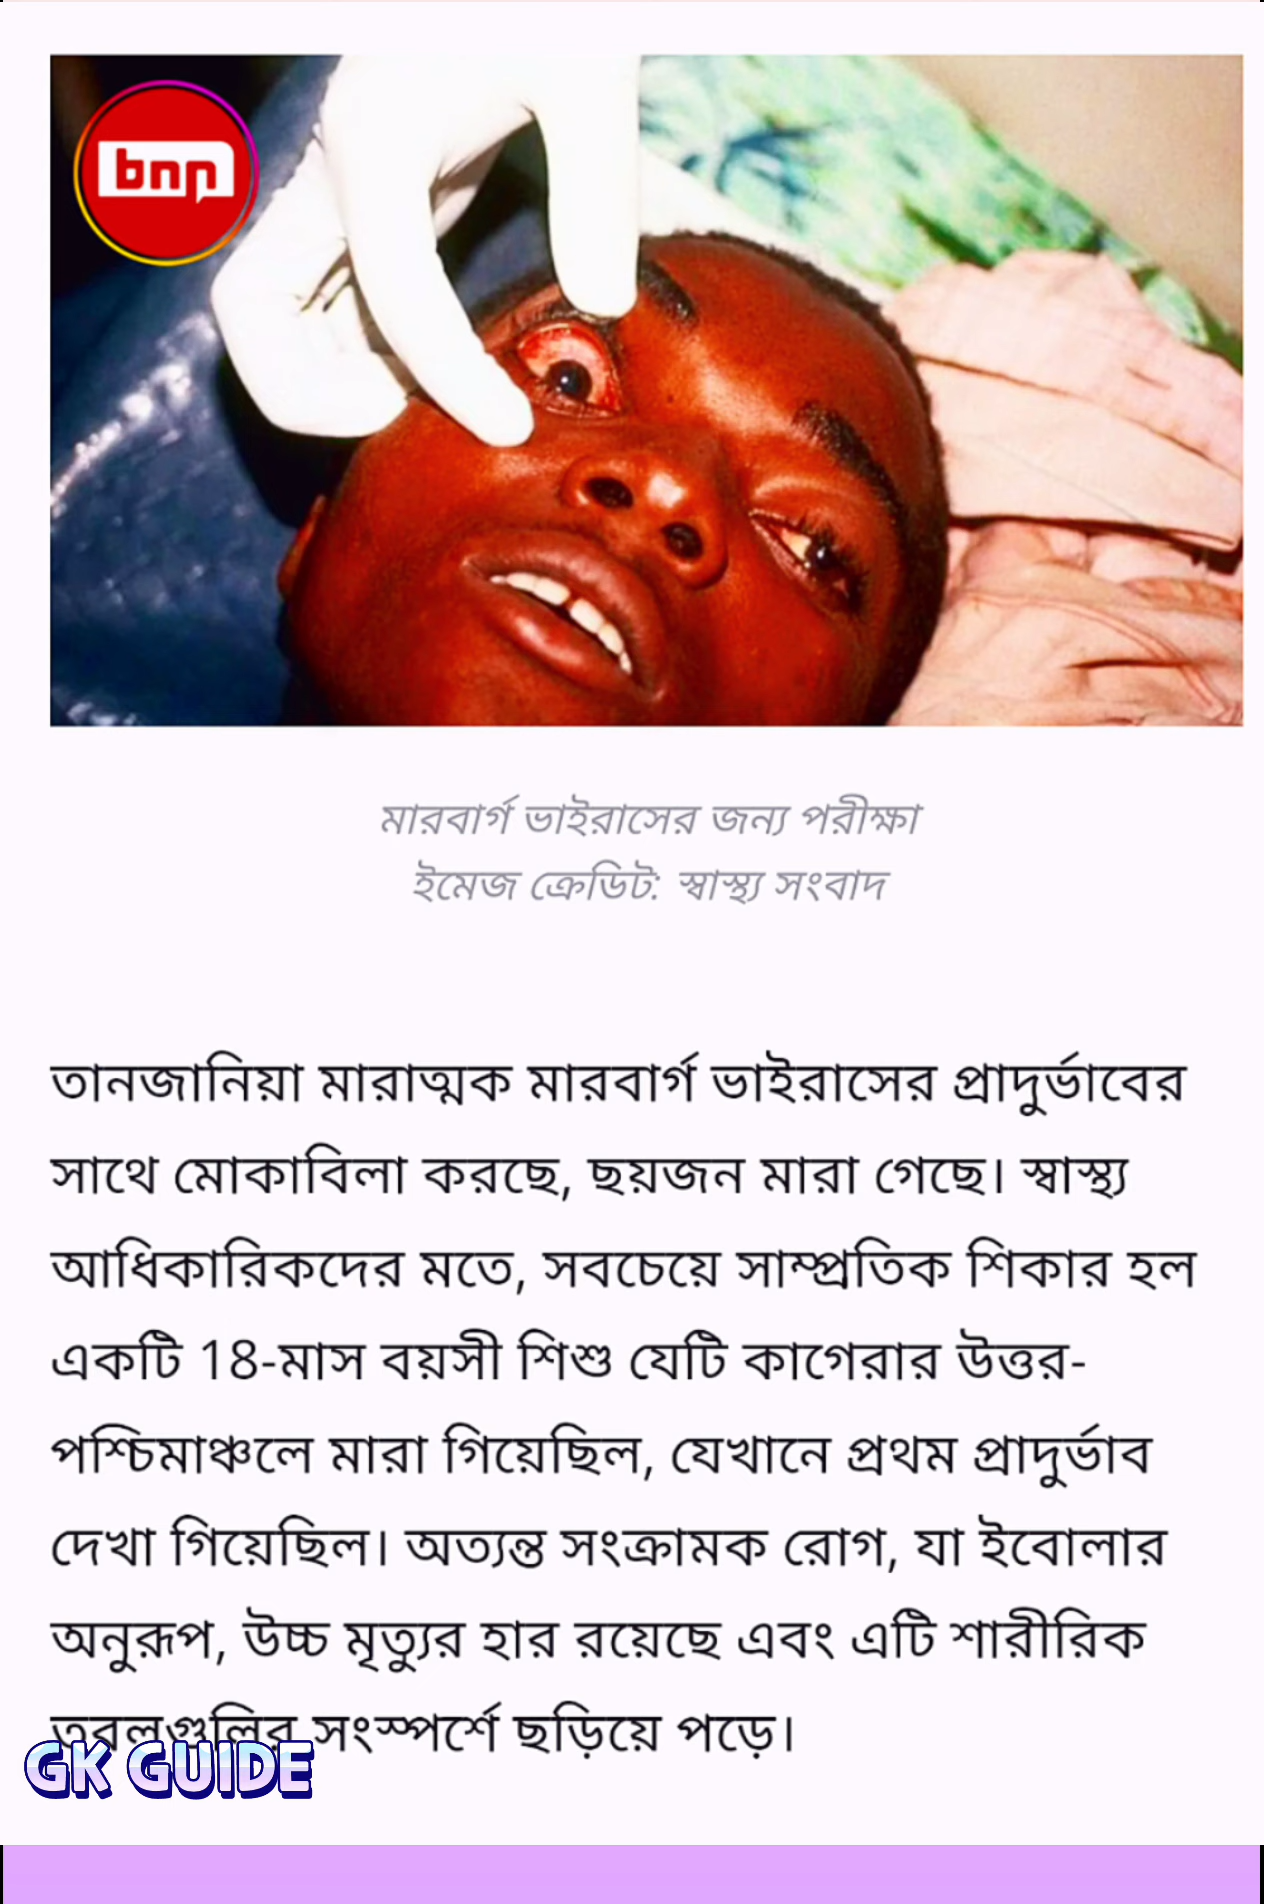 bnn
মারবার্গ ভাইরাসের জন্য পরীক্ষা
ইমেজ ক্রেডিট: স্বাস্থ্য সংবাদ
তানজানিয়া মারাত্মক মারবার্গ ভাইরাসের প্রাদুর্ভাবের
সাথে মোকাবিলা করছে, ছয়জন মারা গেছে। স্বাস্থ্য
আধিকারিকদের মতে, সবচেয়ে সাম্প্রতিক শিকার হল
একটি 18-মাস বয়সী শিশু যেটি কাগেরার উত্তর-
পশ্চিমাঞ্চলে মারা গিয়েছিল, যেখানে প্রথম প্রাদুর্ভাব
দেখা গিয়েছিল। অত্যন্ত সংক্রামক রোগ, যা ইবোলার
অনুরূপ, উচ্চ মৃত্যুর হার রয়েছে এবং এটি শারীরিক
তরলগুলির সংস্পর্শে ছড়িয়ে পড়ে।
GK GUIDE